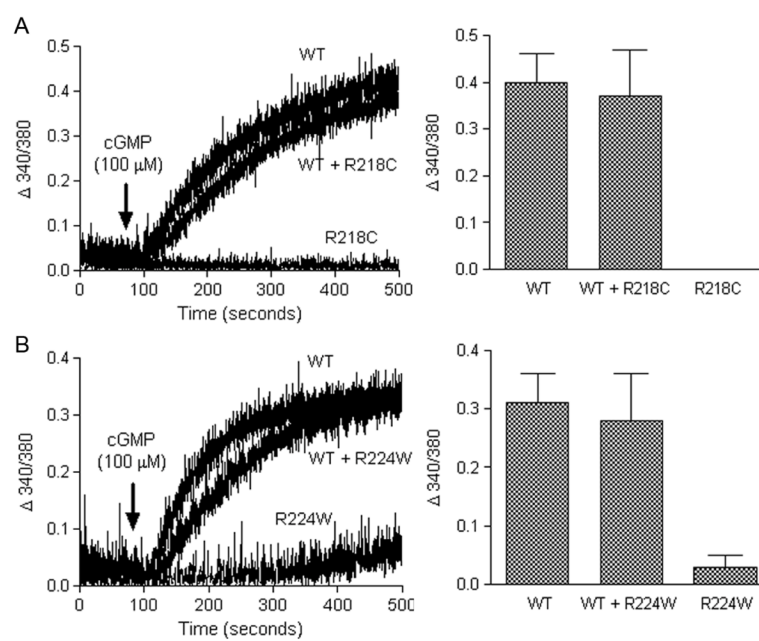 A
Δ 340/380
0.5
0.4
0.3
0.2
0.1
0.0
cGMP
(100 μM)
WT
WT + R218C
R218C
0 100 200 300 400 500
Time (seconds)
Δ 340/380
0.5
0.4
0.3
0.2
0.1
0.0
WT WT + R218C R218C
B
Δ 340/380
0.4
0.3
0.2
0.1
0.0
cGMP
(100 μM)
WT
WT + R224W
R224W
0 100 200 300 400 500
Time (seconds)
Δ 340/380
0.4
0.3
0.2
0.1
0.0
WT WT + R224W R224W